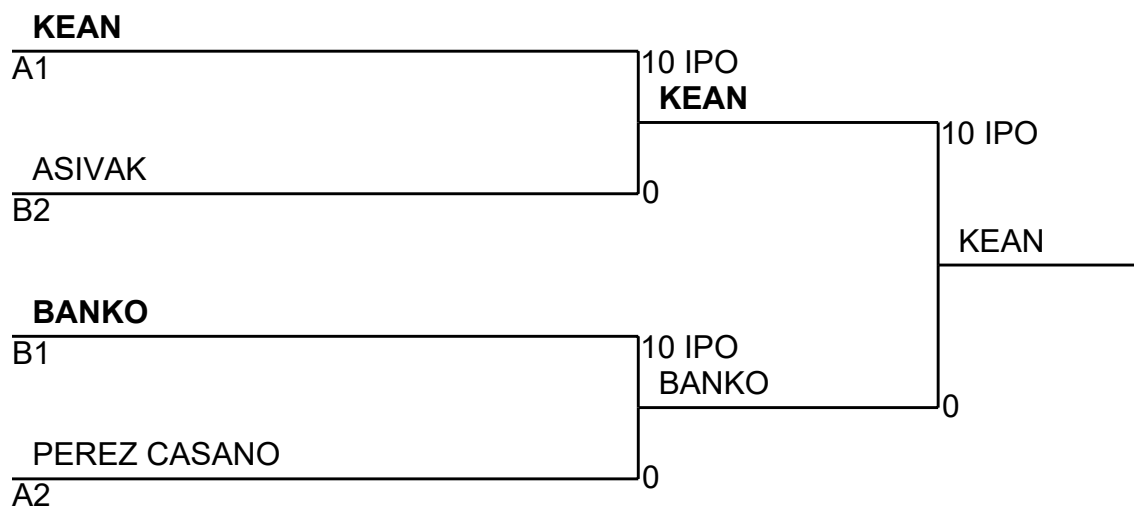 KEAN
A1
10 IPO
KEAN
10 IPO
ASIVAK
0
B2
KEAN
BANKO
B1
10 IPO
BANKO
0
PEREZ CASANO
0
A2